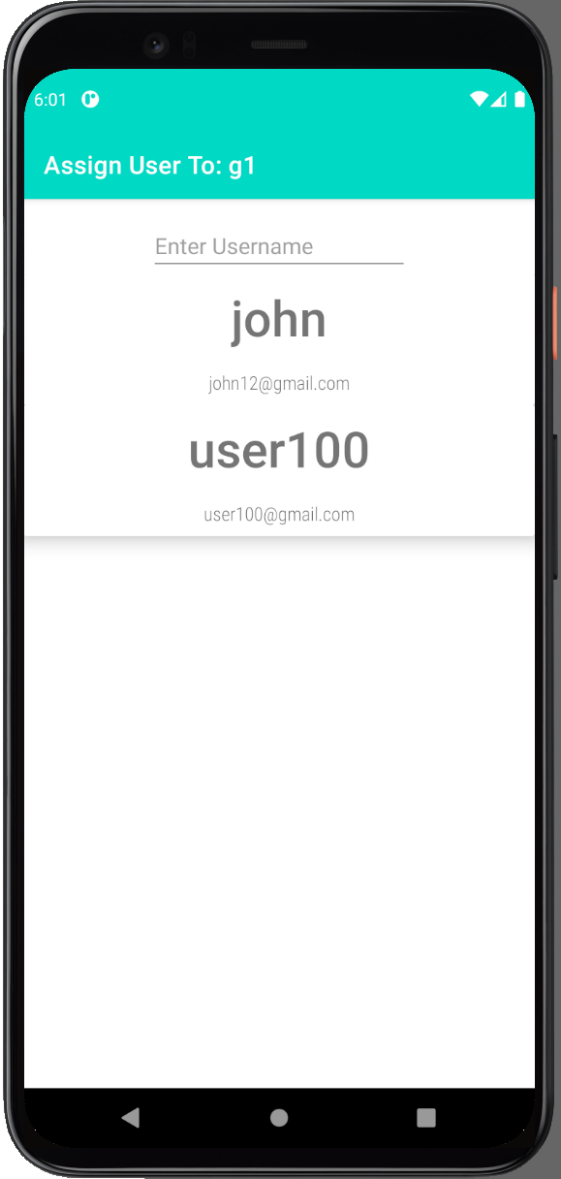 6:01
Assign User To: g1
Enter Username
john
john12@gmail.com
user100
user100@gmail.com